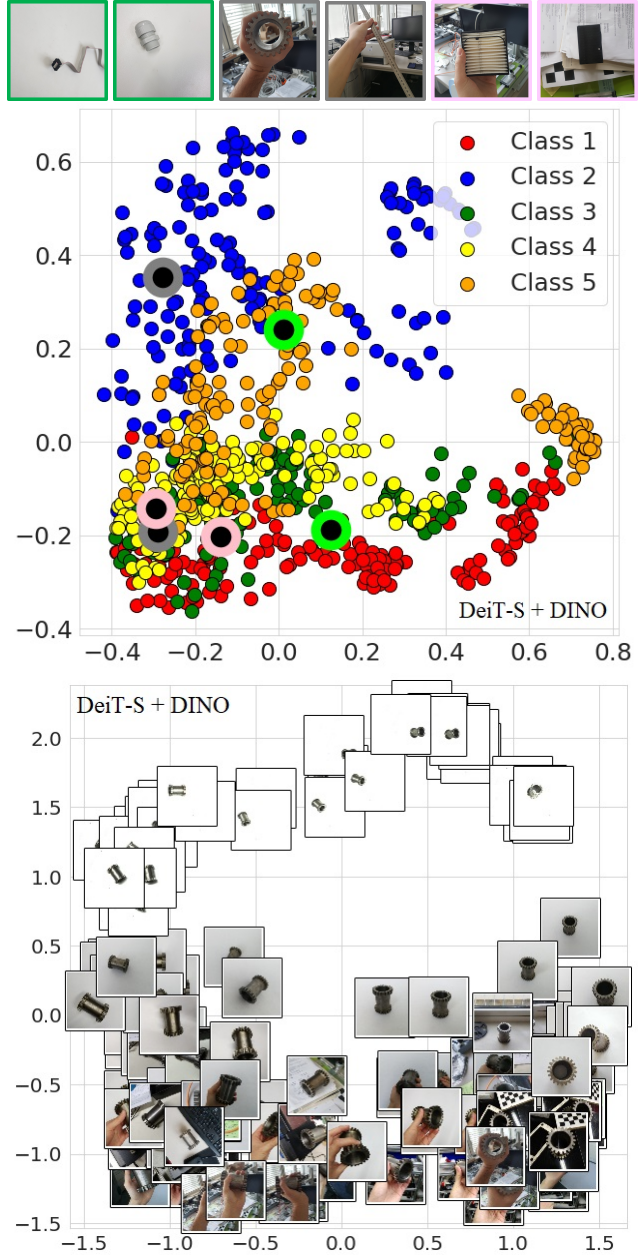 Class 1
Class 2
Class 3
Class 4
Class 5
0.6
0.4
0.2
0.0
−0.2
−0.4
DeiT-S + DINO
−0.4 −0.2 0.0 0.2 0.4 0.6 0.8
DeiT-S + DINO
2.0
1.5
1.0
0.5
0.0
−0.5
−1.0
−1.5
−1.5 −1.0 −0.5 0.0 0.5 1.0 1.5